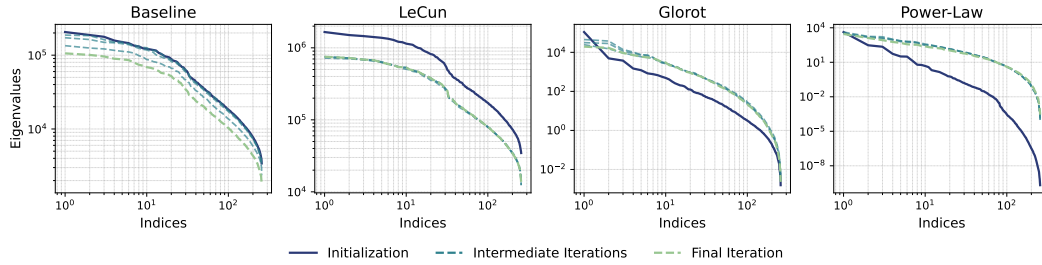 Baseline LeCun Glorot Power-Law
Eigenvalues
10^5
10^4
10^0 10^1 10^2
Indices
10^6
10^5
10^4
10^0 10^1 10^2
Indices
10^4
10^2
10^0
10^-2
10^0 10^1 10^2
Indices
10^4
10^1
10^-2
10^-5
10^-8
10^0 10^1 10^2
Indices
Initialization Intermediate Iterations Final Iteration